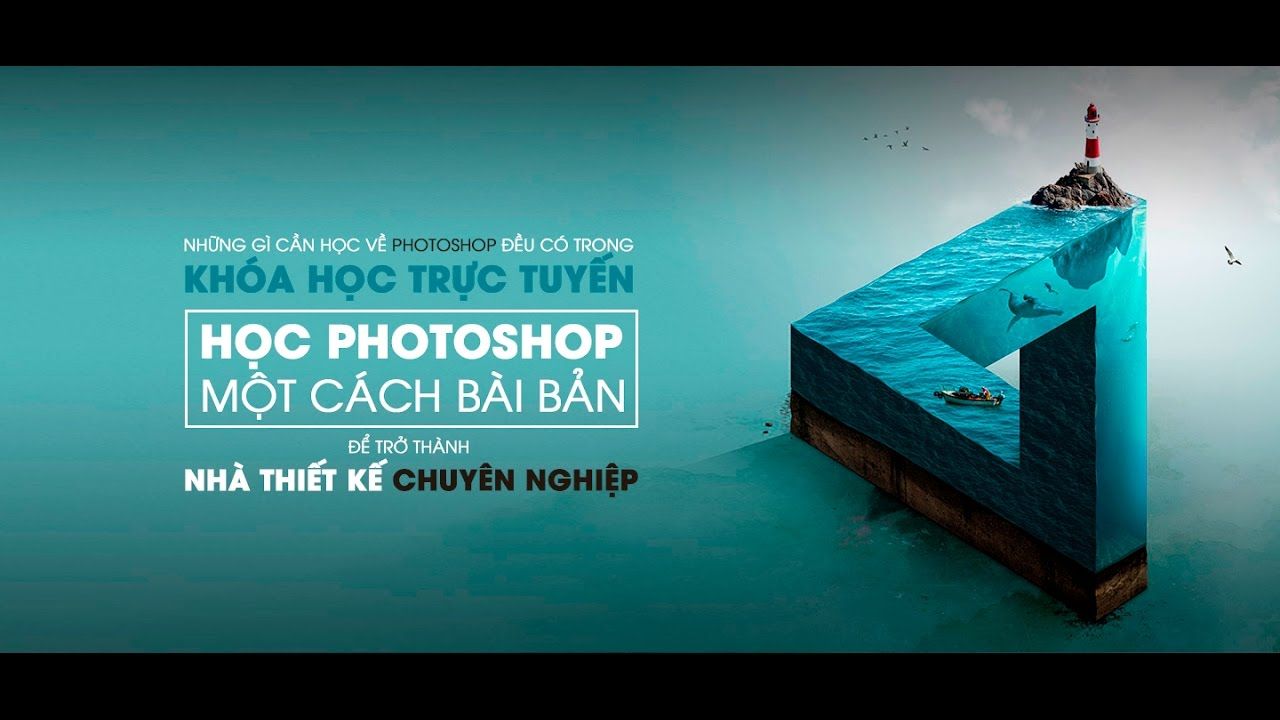 NHỮNG GÌ CẦN HỌC VỀ PHOTOSHOP ĐỀU CÓ TRONG
KHÓA HỌC TRỰC TUYẾN
HỌC PHOTOSHOP
MỘT CÁCH BÀI BẢN
ĐỂ TRỞ THÀNH
NHÀ THIẾT KẾ CHUYÊN NGHIỆP